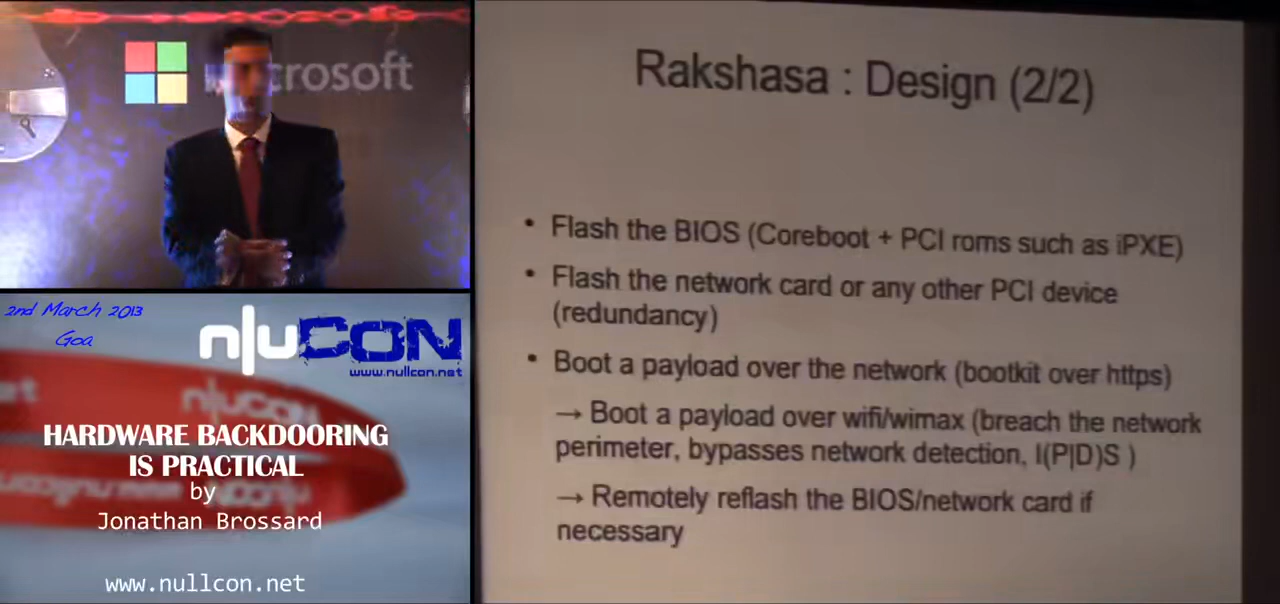 Microsoft
2nd March 2013
Goa
n|uCON
www.nullcon.net
HARDWARE BACKDOORING
IS PRACTICAL
by
Jonathan Brossard
www.nullcon.net
Rakshasa : Design (2/2)
• Flash the BIOS (Coreboot + PCI roms such as iPXE)
• Flash the network card or any other PCI device
(redundancy)
• Boot a payload over the network (bootkit over https)
→ Boot a payload over wifi/wimax (breach the network
perimeter, bypasses network detection, I(P|D)S )
→ Remotely reflash the BIOS/network card if
necessary